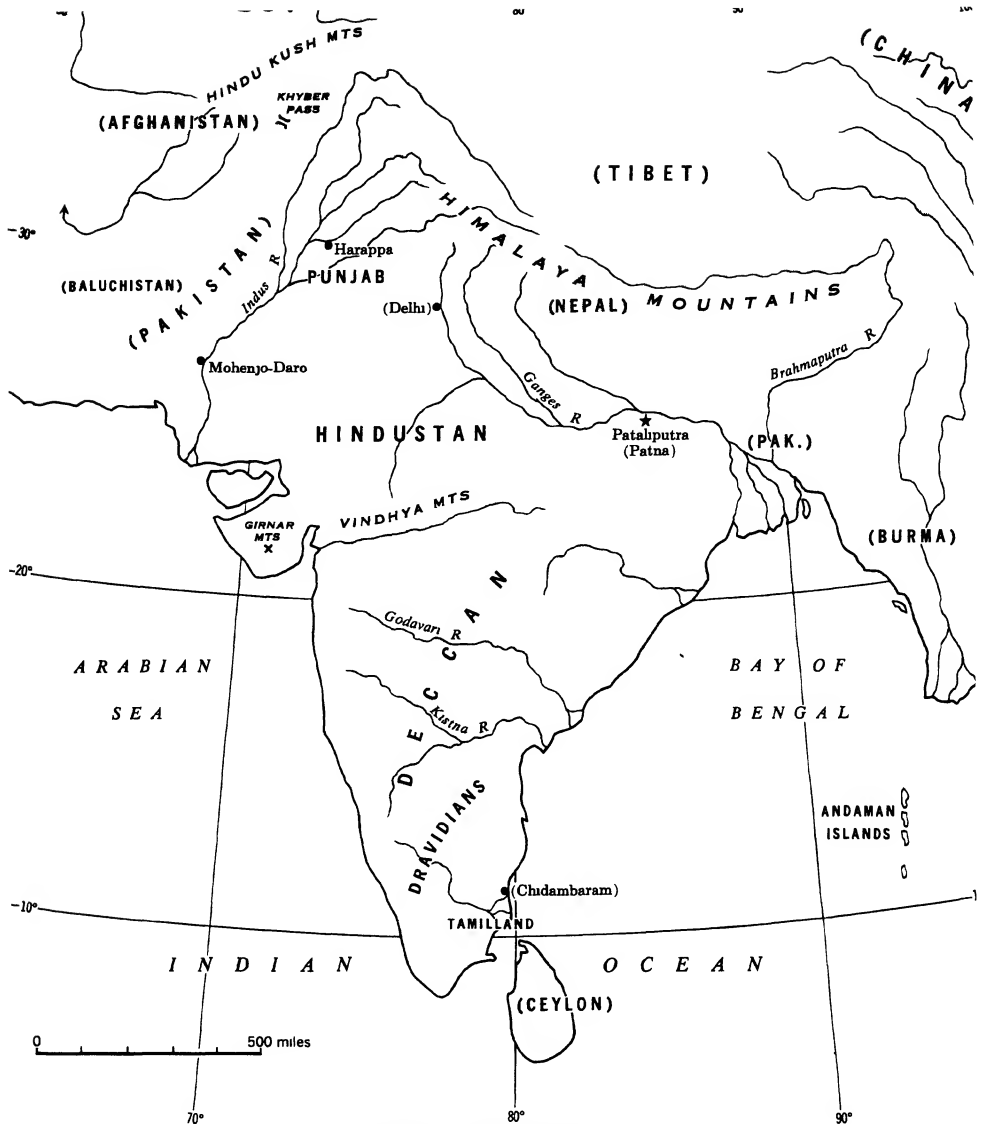 80
90
HINDU KUSH MTS
(CHINA
KHYBER
PASS
(AFGHANISTAN)
(TIBET)
-30°
HIMALAYA
MOUNTAINS
Harappa
PUNJAB
(BALUCHISTAN)
(PAKISTAN)
Indus R
(Delhi)
(NEPAL)
Mohenjo-Daro
Brahmaputra R
Ganges R
HINDUSTAN
Pataliputra
(Patna)
(PAK.)
VINDHYA MTS
GIRNAR
MTS
x
(BURMA)
-20°
DECCAN
Godavari R
ARABIAN
SEA
BAY OF
BENGAL
Kistna R
DRAVIDIANS
ANDAMAN
ISLANDS
(Chidambaram)
-10°
1
TAMILLAND
INDIAN
OCEAN
(CEYLON)
0 500 miles
70°
80°
90°